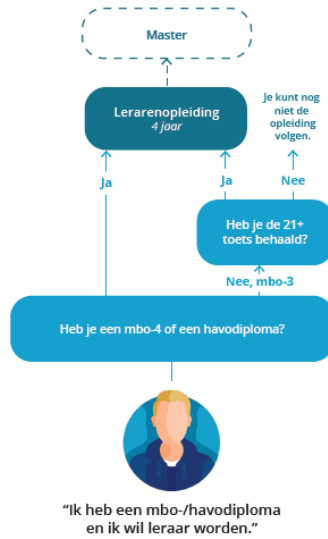 Master
Lerarenopleiding
4 jaar
Je kunt nog
niet de
opleiding
volgen.
Ja
Ja
Nee
Heb je de 21+
toets behaald?
Nee, mbo-3
Heb je een mbo-4 of een havodiploma?
“Ik heb een mbo-/havodiploma
en ik wil leraar worden.”